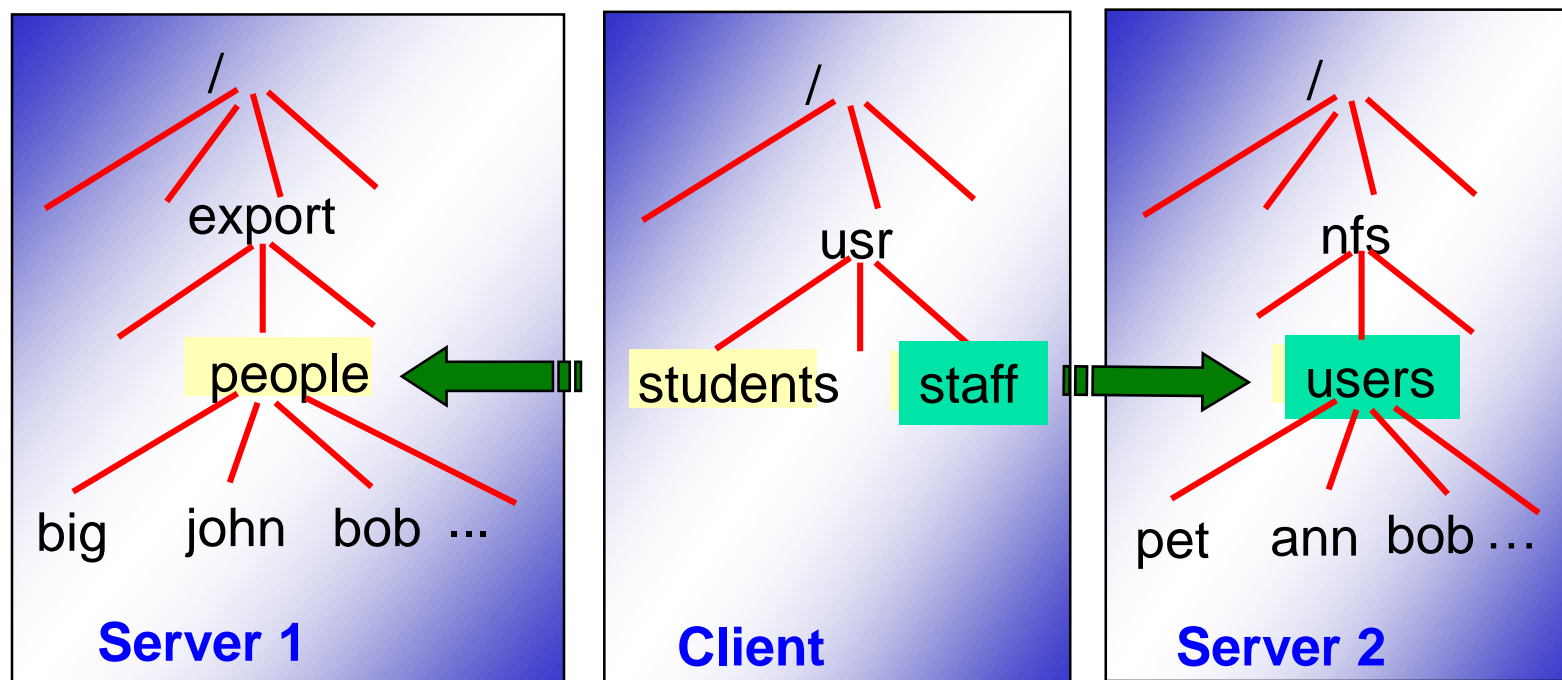 /
export
people
big john bob ...
Server 1
/
usr
students staff
Client
/
nfs
users
pet ann bob ...
Server 2